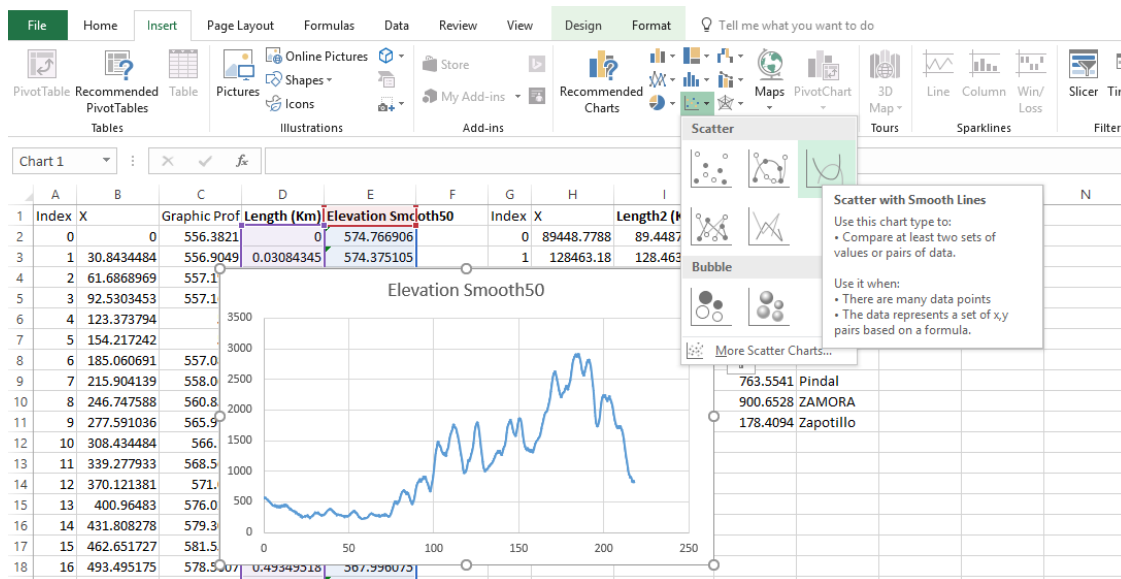 File Home Insert Page Layout Formulas Data Review View Design Format Tell me what you want to do
PivotTable Recommended PivotTables Table
Tables
Pictures Online Pictures Shapes Icons
Illustrations
Store
My Add-ins
Add-ins
Recommended Charts
Maps PivotChart
3D Map
Tours
Line Column Win/ Loss
Sparklines
Slicer
Filter
Chart 1 fx
Scatter
Scatter with Smooth Lines
Use this chart type to:
• Compare at least two sets of
values or pairs of data.
Use it when:
• There are many data points
• The data represents a set of x,y
pairs based on a formula.
Bubble
More Scatter Charts...
A B C D E F G H I N
1 Index X Graphic Prof Length (Km) Elevation Smooth50 Index X Length2 (K
2 0 0 556.3821 0 574.766906 0 89448.7788 89.4487
3 1 30.8434484 556.9049 0.03084345 574.375105 1 128463.18 128.463
4 2 61.6868969 557.1
5 3 92.5303453 557.1
6 4 123.373794
7 5 154.217242
8 6 185.060691 557.0
9 7 215.904139 558.0 763.5541 Pindal
10 8 246.747588 560.8 900.6528 ZAMORA
11 9 277.591036 565.9 178.4094 Zapotillo
12 10 308.434484 566.
13 11 339.277933 568.5
14 12 370.121381 571.
15 13 400.96483 576.0
16 14 431.808278 579.3
17 15 462.651727 581.5
18 16 493.495175 578.5007 0.49349518 567.996075
Elevation Smooth50
3500
3000
2500
2000
1500
1000
500
0
0 50 100 150 200 250